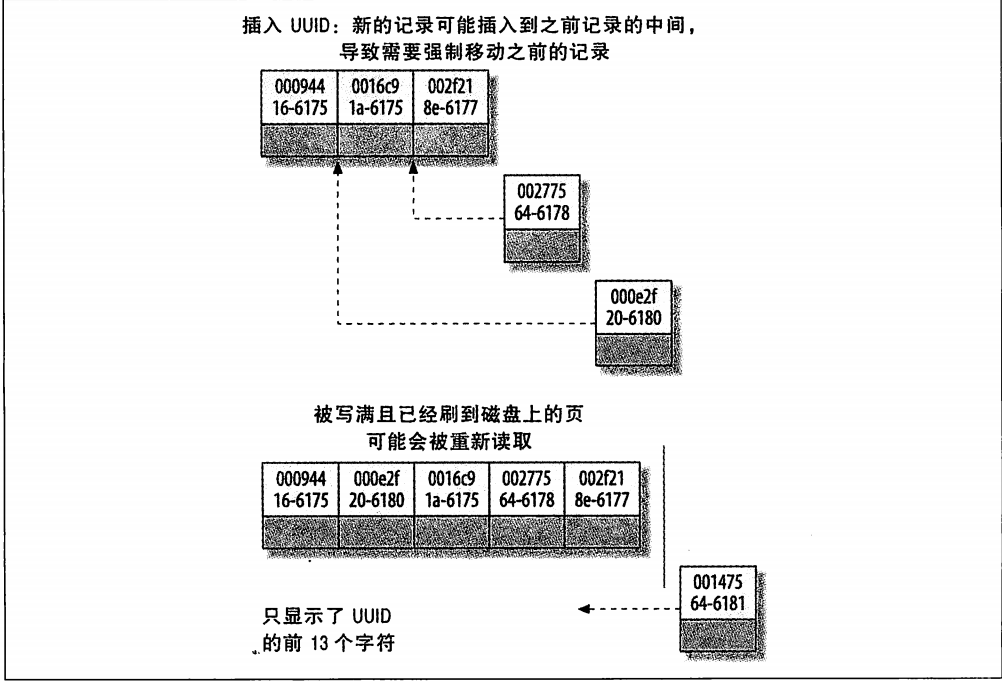 插入 UUID：新的记录可能插入到之前记录的中间，
导致需要强制移动之前的记录
000944 0016c9 002f21
16-6175 1a-6175 8e-6177
002775
64-6178
000e2f
20-6180
被写满且已经刷到磁盘上的页
可能会被重新读取
000944 000e2f 0016c9 002775 002f21
16-6175 20-6180 1a-6175 64-6178 8e-6177
001475
64-6181
只显示了 UUID
的前 13 个字符